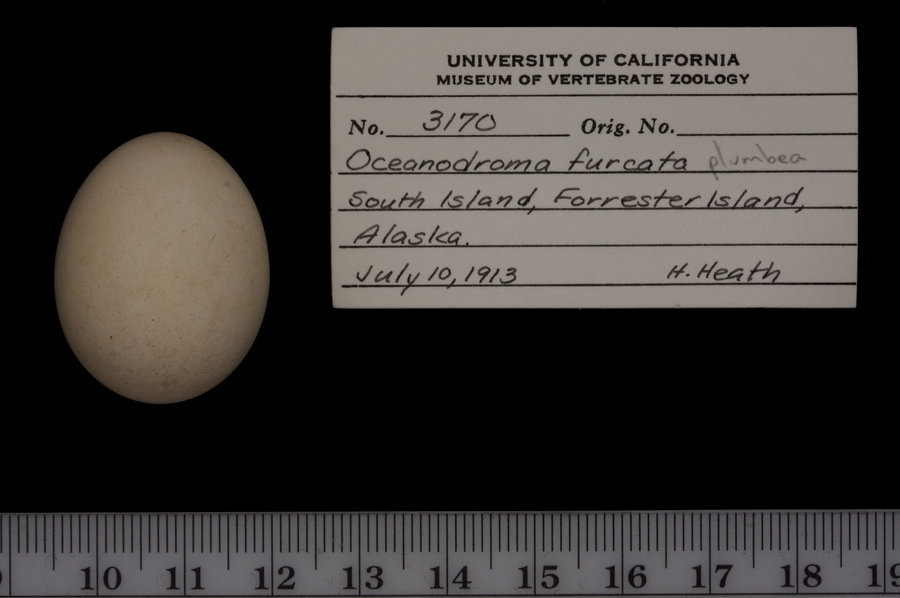 UNIVERSITY OF CALIFORNIA
MUSEUM OF VERTEBRATE ZOOLOGY
No. 3170 Orig. No.
Oceanodroma furcata plumbea
South Island, Forrester Island,
Alaska.
July 10, 1913 H. Heath
10 11 12 13 14 15 16 17 18 19